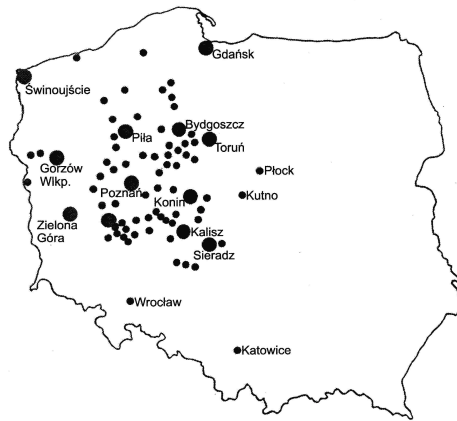 Gdańsk
Świnoujście
Bydgoszcz
Piła
Toruń
Gorzów
Wlkp.
Płock
Poznań
Konin
Kutno
Zielona
Góra
Kalisz
Sieradz
Wrocław
Katowice